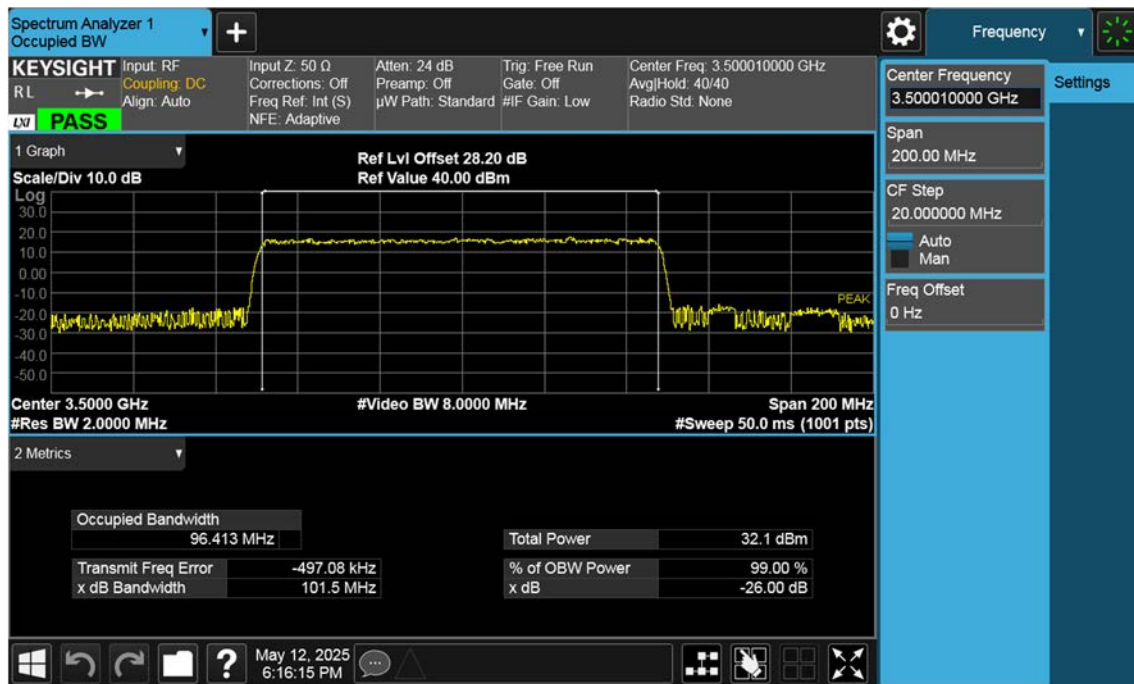 Spectrum Analyzer 1
Occupied BW
+
Frequency
KEYSIGHT
RL
LXI PASS
Input: RF
Coupling: DC
Align: Auto
Input Z: 50 Ω
Corrections: Off
Freq Ref: Int (S)
NFE: Adaptive
Atten: 24 dB
Preamp: Off
µW Path: Standard
Trig: Free Run
Gate: Off
#IF Gain: Low
Center Freq: 3.500010000 GHz
Avg|Hold: 40/40
Radio Std: None
1 Graph
Scale/Div 10.0 dB
Ref Lvl Offset 28.20 dB
Ref Value 40.00 dBm
Log
30.0
20.0
10.0
0.00
-10.0
-20.0
-30.0
-40.0
-50.0
PEAK
Center 3.5000 GHz
#Video BW 8.0000 MHz
Span 200 MHz
#Res BW 2.0000 MHz
#Sweep 50.0 ms (1001 pts)
2 Metrics
Occupied Bandwidth
96.413 MHz
Total Power 32.1 dBm
Transmit Freq Error -497.08 kHz
% of OBW Power 99.00 %
x dB Bandwidth 101.5 MHz
x dB -26.00 dB
Center Frequency
3.500010000 GHz
Settings
Span
200.00 MHz
CF Step
20.000000 MHz
Auto
Man
Freq Offset
0 Hz
?
May 12, 2025
6:16:15 PM